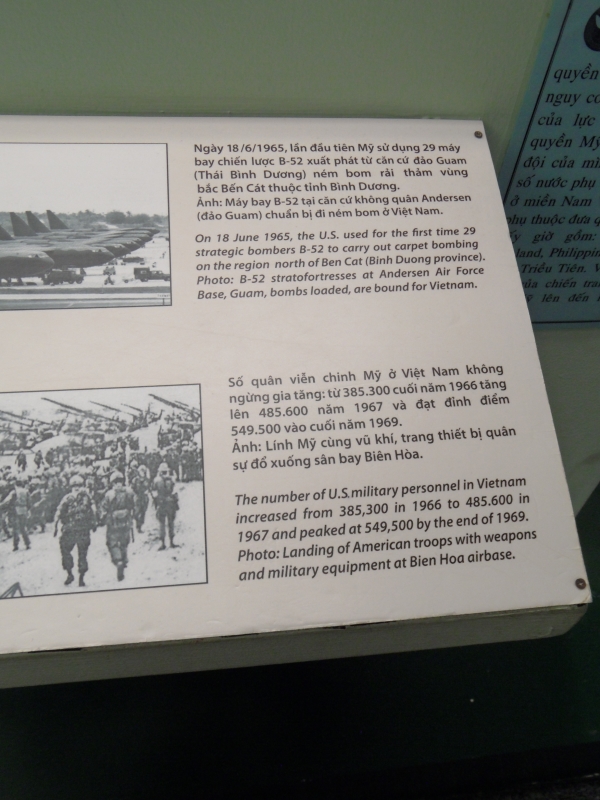 Ngày 18/6/1965, lần đầu tiên Mỹ sử dụng 29 máy
bay chiến lược B-52 xuất phát từ căn cứ đảo Guam
(Thái Bình Dương) ném bom rải thảm vùng
bắc Bến Cát thuộc tỉnh Bình Dương.
Ảnh: Máy bay B-52 tại căn cứ không quân Andersen
(đảo Guam) chuẩn bị đi ném bom ở Việt Nam.
On 18 June 1965, the U.S. used for the first time 29
strategic bombers B-52 to carry out carpet bombing
on the region north of Ben Cat (Binh Duong province).
Photo: B-52 stratofortresses at Andersen Air Force
Base, Guam, bombs loaded, are bound for Vietnam.
Số quân viễn chinh Mỹ ở Việt Nam không
ngừng gia tăng: từ 385.300 cuối năm 1966 tăng
lên 485.600 năm 1967 và đạt đỉnh điểm
549.500 vào cuối năm 1969.
Ảnh: Lính Mỹ cùng vũ khí, trang thiết bị quân
sự đổ xuống sân bay Biên Hòa.
The number of U.S.military personnel in Vietnam
increased from 385,300 in 1966 to 485.600 in
1967 and peaked at 549,500 by the end of 1969.
Photo: Landing of American troops with weapons
and military equipment at Bien Hoa airbase.
quyền
nguy cơ
của lực
quyền Mỹ
đội của mìn
số nước phụ
ở miền Nam
phụ thuộc đưa q
giờ gồm:
land, Philippin
Triều Tiên. V
của chiến tra
lên đến